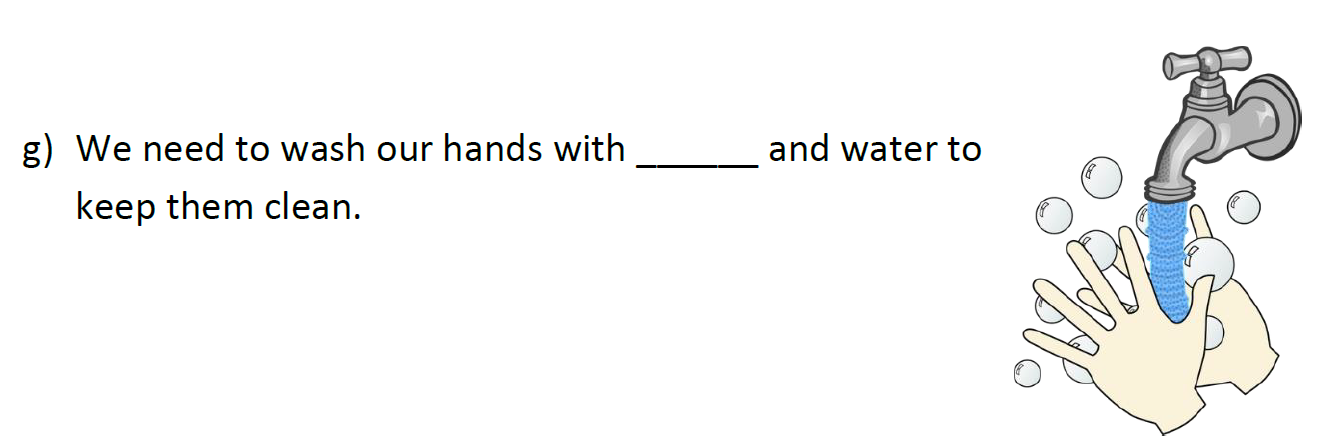 g) We need to wash our hands with ______ and water to
keep them clean.